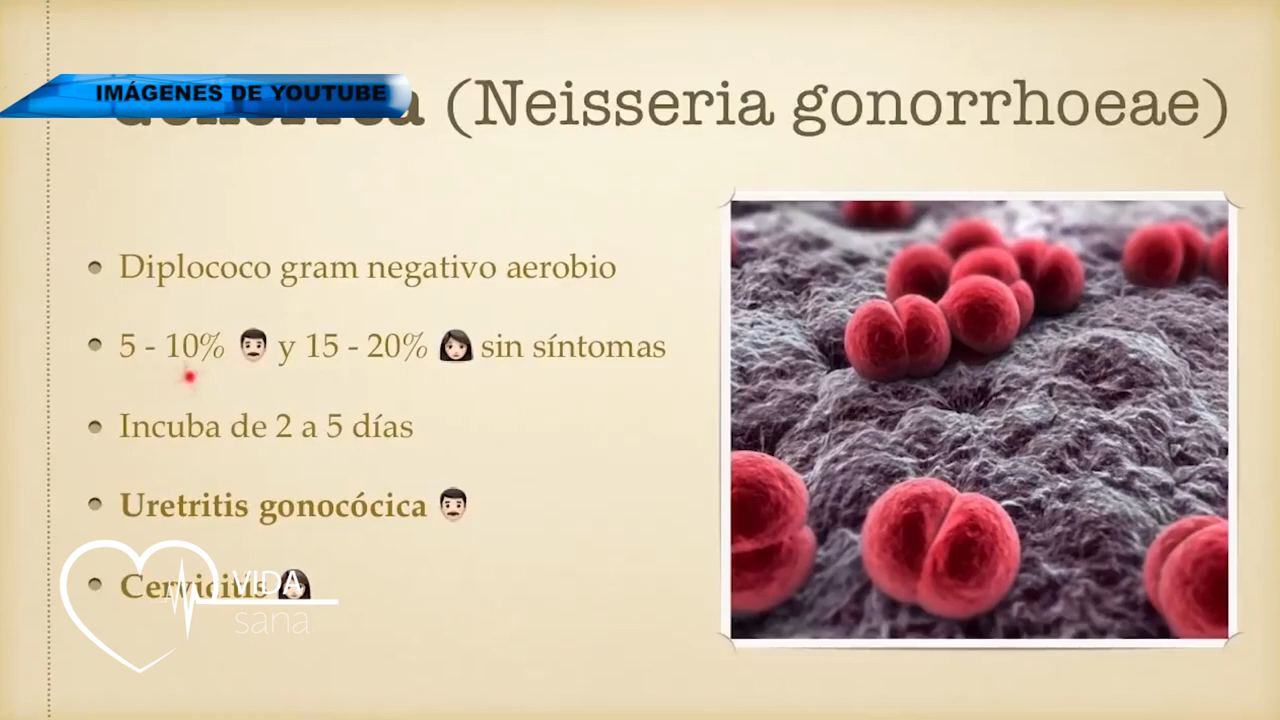 IMÁGENES DE YOUTUBE
(Neisseria gonorrhoeae)
Diplococo gram negativo aerobio
5 - 10% 👨🏻 y 15 - 20% 👩🏻 sin síntomas
Incuba de 2 a 5 días
Uretritis gonocócica 👨🏻
Cervicitis 👩🏻
VIDA
sana